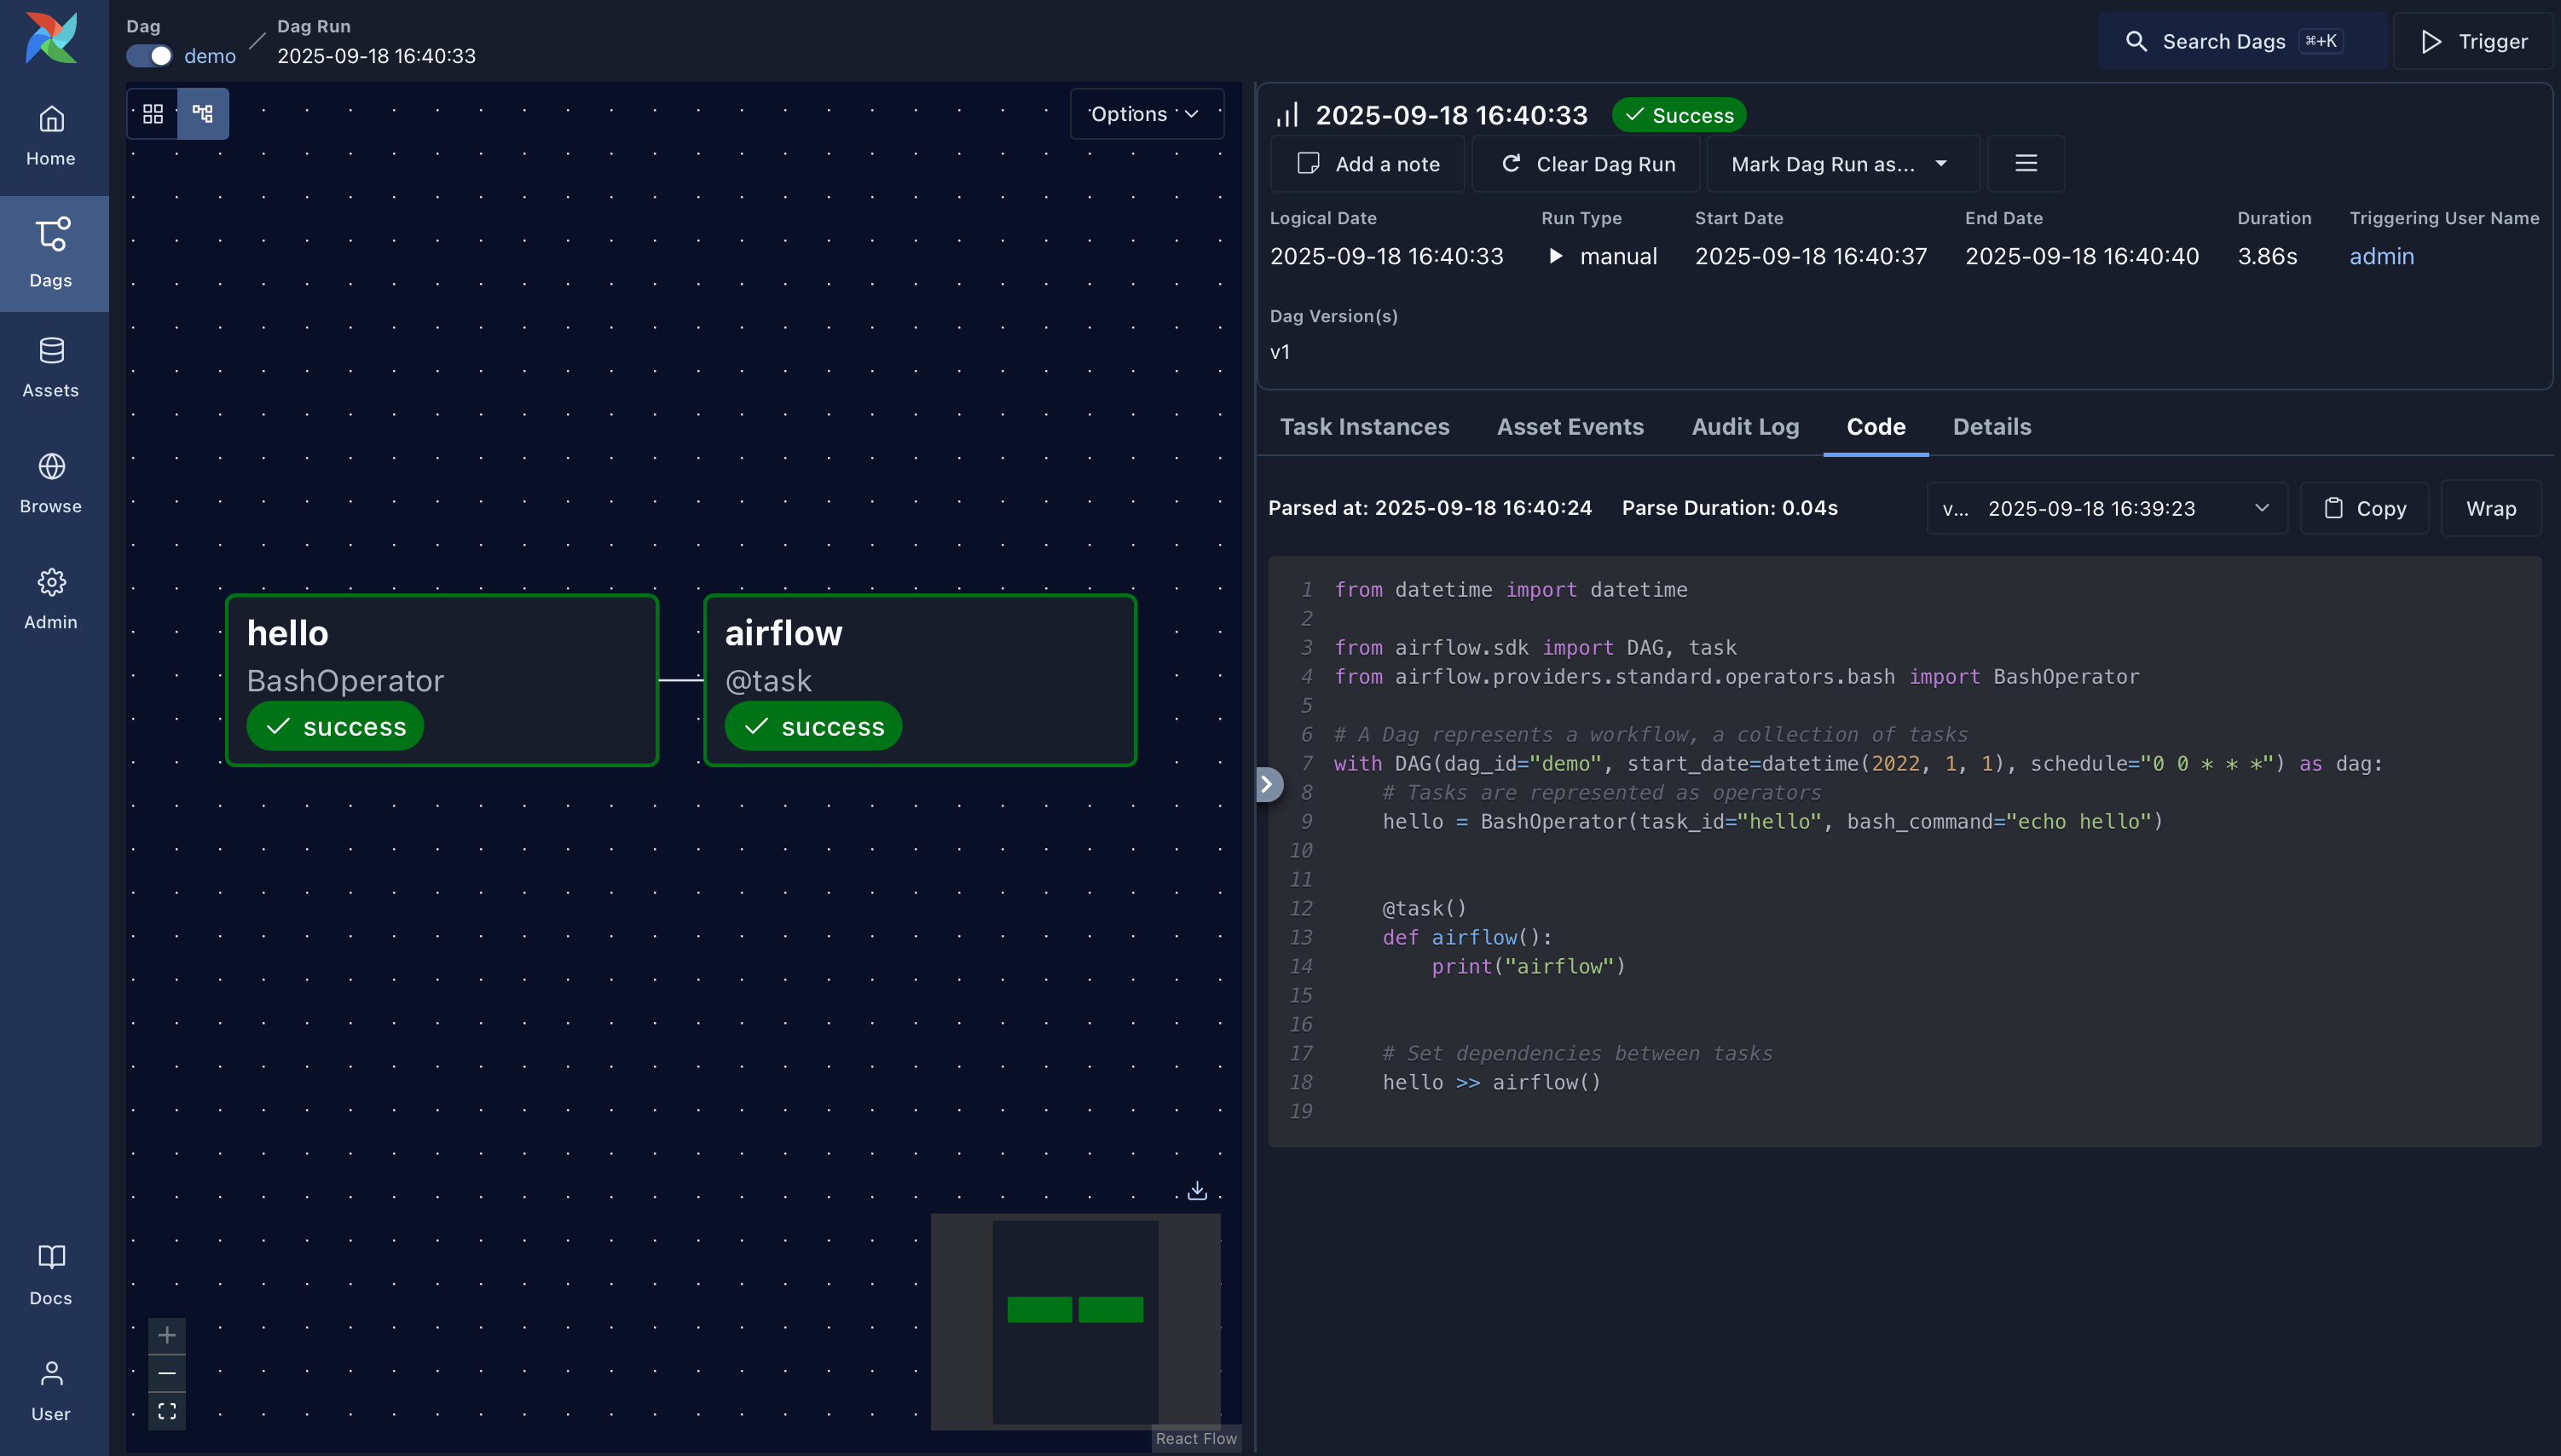 Dag
demo
Dag Run
2025-09-18 16:40:33
Search Dags ⌘+K
Trigger
Home
Dags
Assets
Browse
Admin
Docs
User
Options
hello
BashOperator
success
airflow
@task
success
React Flow
2025-09-18 16:40:33 Success
Add a note Clear Dag Run Mark Dag Run as...
Logical Date Run Type Start Date End Date Duration Triggering User Name
2025-09-18 16:40:33 manual 2025-09-18 16:40:37 2025-09-18 16:40:40 3.86s admin
Dag Version(s)
v1
Task Instances Asset Events Audit Log Code Details
Parsed at: 2025-09-18 16:40:24 Parse Duration: 0.04s v... 2025-09-18 16:39:23 Copy Wrap
1 from datetime import datetime
2
3 from airflow.sdk import DAG, task
4 from airflow.providers.standard.operators.bash import BashOperator
5
6 # A Dag represents a workflow, a collection of tasks
7 with DAG(dag_id="demo", start_date=datetime(2022, 1, 1), schedule="0 0 * * *") as dag:
8     # Tasks are represented as operators
9     hello = BashOperator(task_id="hello", bash_command="echo hello")
10
11
12     @task()
13     def airflow():
14         print("airflow")
15
16
17     # Set dependencies between tasks
18     hello >> airflow()
19